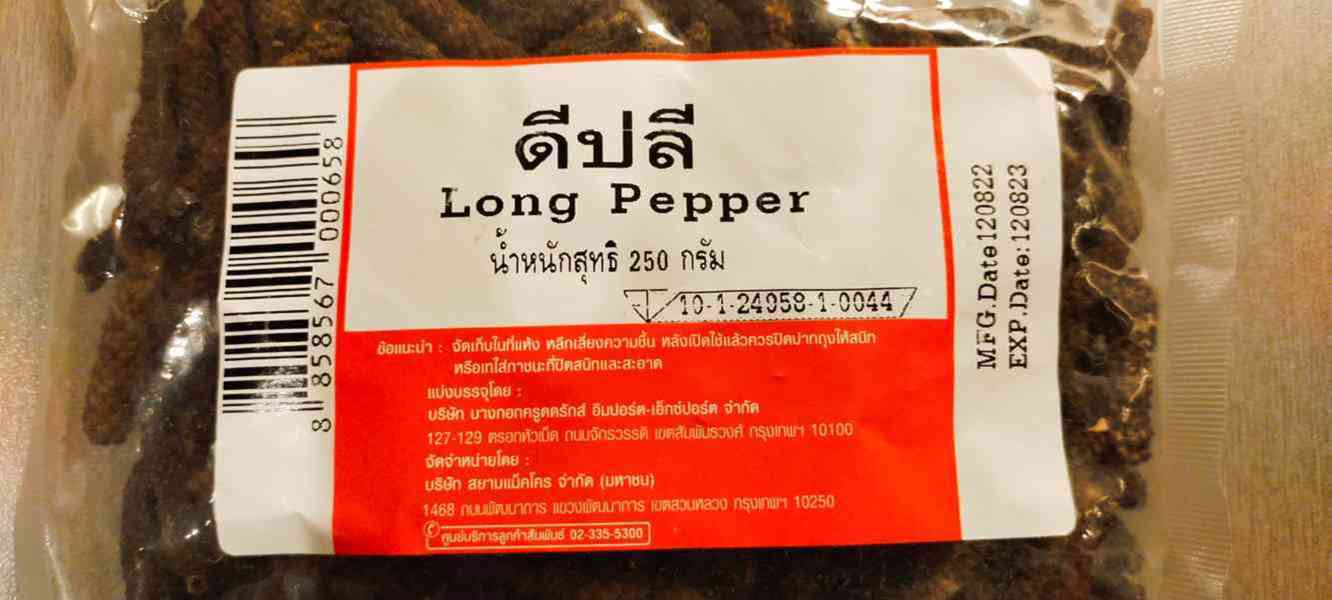 ดีปลี
Long Pepper
น้ำหนักสุทธิ 250 กรัม
10-1-24958-1-0044
ข้อแนะนำ : จัดเก็บในที่แห้ง หลีกเลี่ยงความชื้น หลังเปิดใช้แล้วควรปิดปากถุงให้สนิท
หรือเทใส่ภาชนะที่ปิดสนิทและสะอาด
แบ่งบรรจุโดย :
บริษัท บางกอกครูดดรักส์ อิมปอร์ต-เอ็กซ์ปอร์ต จำกัด
127-129 ตรอกหัวเม็ด ถนนจักรวรรดิ เขตสัมพันธวงศ์ กรุงเทพฯ 10100
จัดจำหน่ายโดย :
บริษัท สยามแม็คโคร จำกัด (มหาชน)
1468 ถนนพัฒนาการ แขวงพัฒนาการ เขตสวนหลวง กรุงเทพฯ 10250
ศูนย์บริการลูกค้าสัมพันธ์ 02-335-5300
8 858567 000658
MFG.Date 120822
EXP.Date: 120823